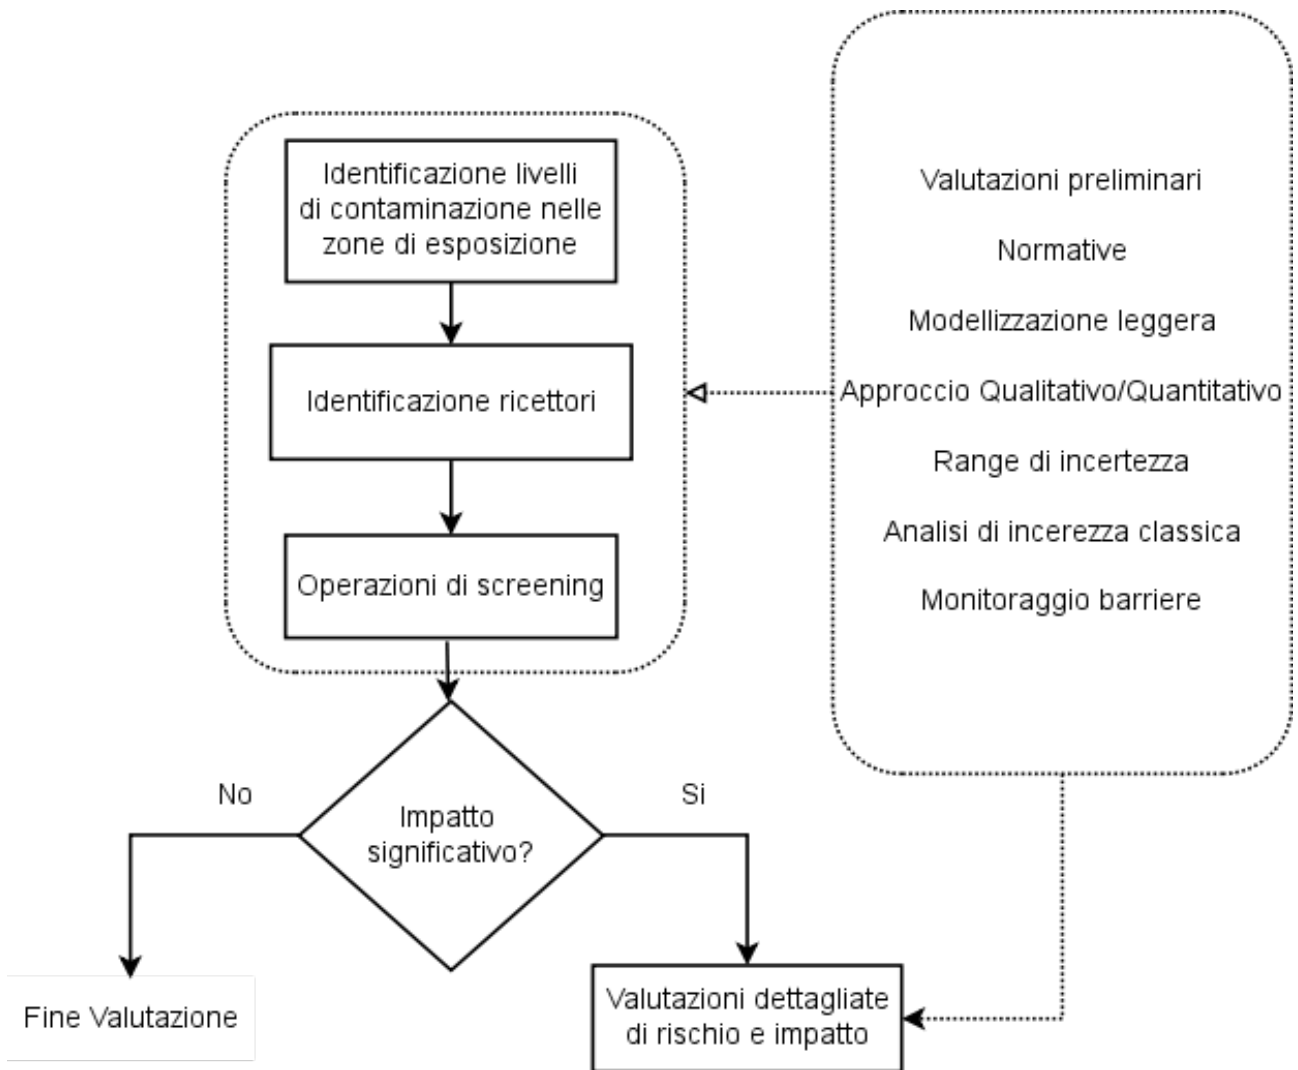 Identificazione livelli
di contaminazione nelle
zone di esposizione
Identificazione ricettori
Operazioni di screening
Valutazioni preliminari
Normative
Modellizzazione leggera
Approccio Qualitativo/Quantitativo
Range di incertezza
Analisi di incerezza classica
Monitoraggio barriere
No
Si
Impatto
significativo?
Fine Valutazione
Valutazioni dettagliate
di rischio e impatto